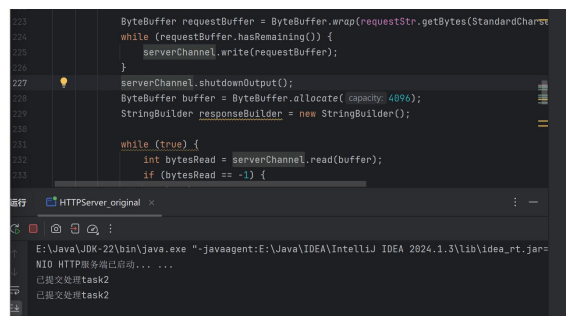 223 ByteBuffer requestBuffer = ByteBuffer.wrap(requestStr.getBytes(StandardCharse
224 while (requestBuffer.hasRemaining()) {
225 serverChannel.write(requestBuffer);
226 }
227 serverChannel.shutdownOutput();
228 ByteBuffer buffer = ByteBuffer.allocate( capacity: 4096);
229 StringBuilder responseBuilder = new StringBuilder();
230
231 while (true) {
232 int bytesRead = serverChannel.read(buffer);
233 if (bytesRead == -1) {
运行 HTTPServer_original ×
E:\Java\JDK-22\bin\java.exe "-javaagent:E:\Java\IDEA\IntelliJ IDEA 2024.1.3\lib\idea_rt.jar=
NIO HTTP服务端已启动... ...
已提交处理task2
已提交处理task2